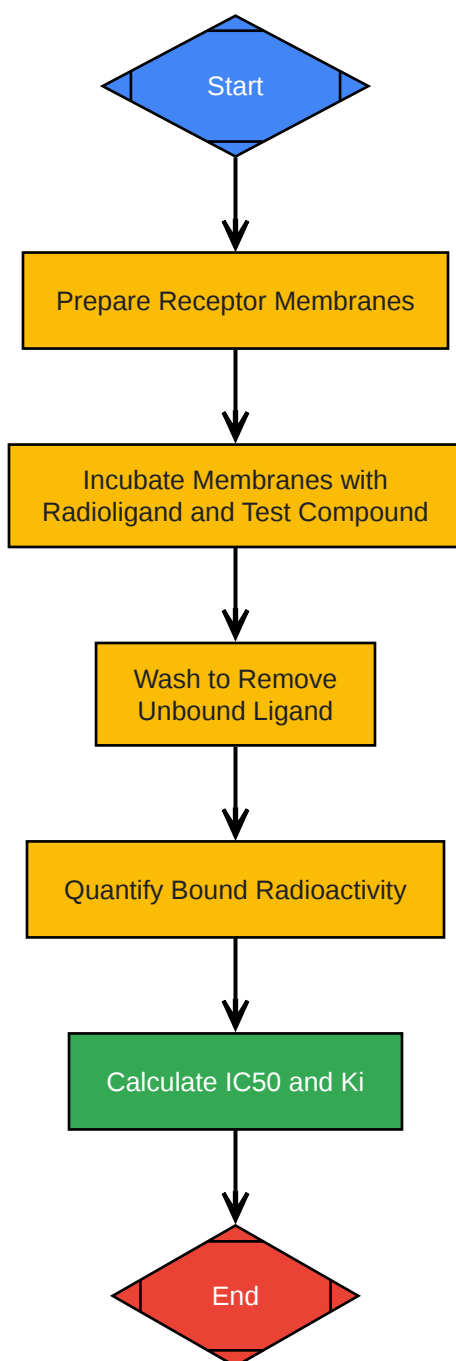 Start
Prepare Receptor Membranes
Incubate Membranes with
Radioligand and Test Compound
Wash to Remove
Unbound Ligand
Quantify Bound Radioactivity
Calculate IC50 and Ki
End